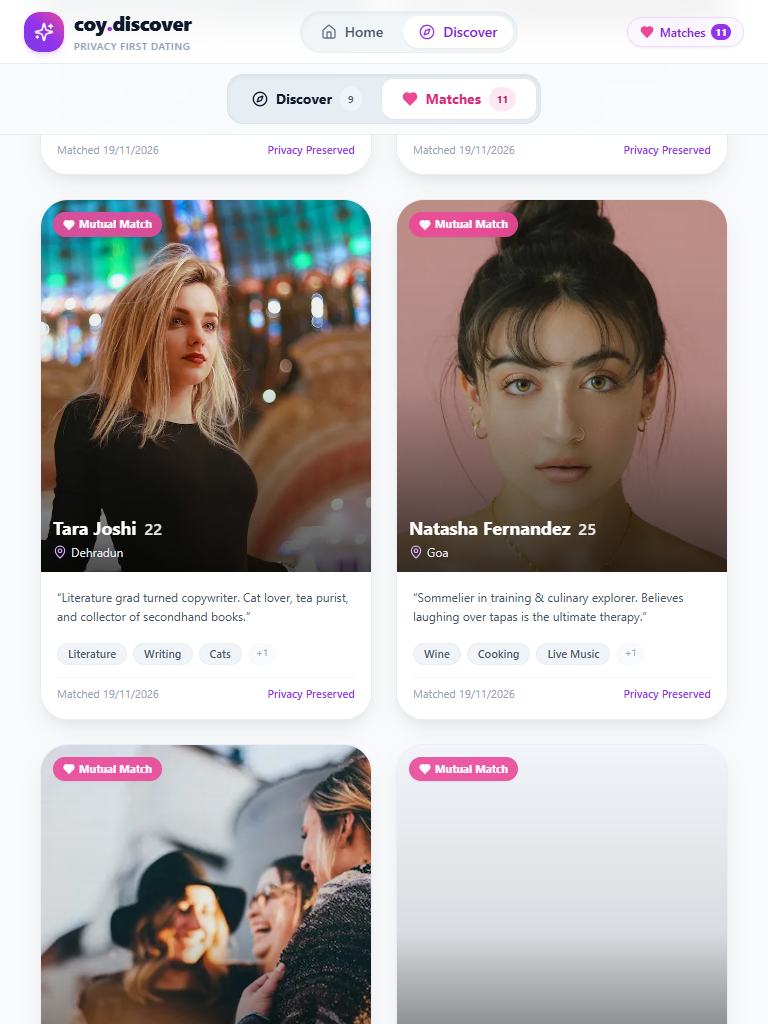 coy.discover
PRIVACY FIRST DATING
Home
Discover
Matches 11
Discover 9
Matches 11
Matched 19/11/2026
Privacy Preserved
Matched 19/11/2026
Privacy Preserved
Mutual Match
Tara Joshi 22
Dehradun
“Literature grad turned copywriter. Cat lover, tea purist,
and collector of secondhand books.”
Literature
Writing
Cats
+1
Matched 19/11/2026
Privacy Preserved
Mutual Match
Natasha Fernandez 25
Goa
“Sommelier in training & culinary explorer. Believes
laughing over tapas is the ultimate therapy.”
Wine
Cooking
Live Music
+1
Matched 19/11/2026
Privacy Preserved
Mutual Match
Mutual Match